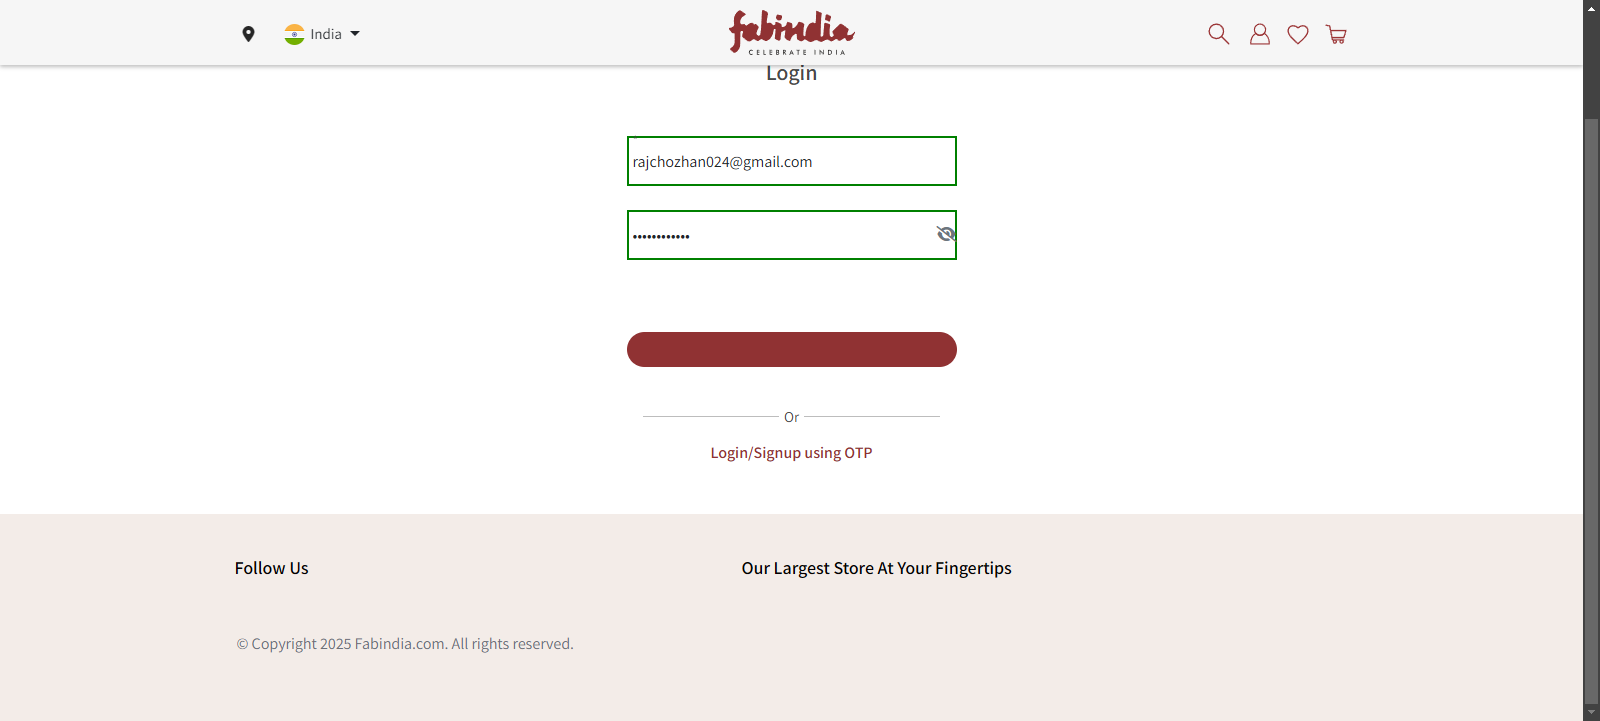 India
fabindia
CELEBRATE INDIA
Login
rajchozhan024@gmail.com
••••••••••••
Or
Login/Signup using OTP
Follow Us
Our Largest Store At Your Fingertips
© Copyright 2025 Fabindia.com. All rights reserved.